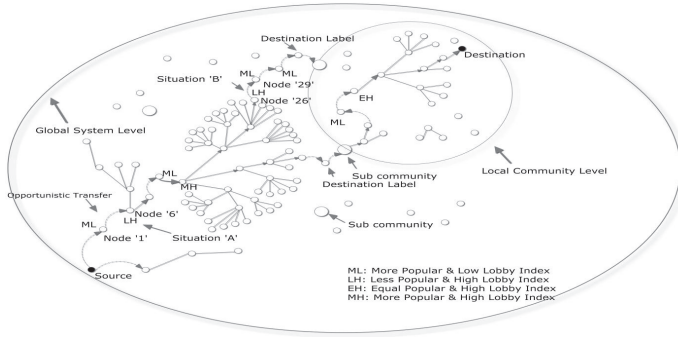 Destination Label
Destination
ML
ML
Situation 'B'
Node '29'
LH
Node '26'
EH
ML
Global System Level
Local Community Level
Sub community
ML
MH
Destination Label
Opportunistic Transfer
LH
Node '6'
ML
Node '1'
Situation 'A'
Sub community
Source
ML: More Popular & Low Lobby Index
LH: Less Popular & High Lobby Index
EH: Equal Popular & High Lobby Index
MH: More Popular & High Lobby Index